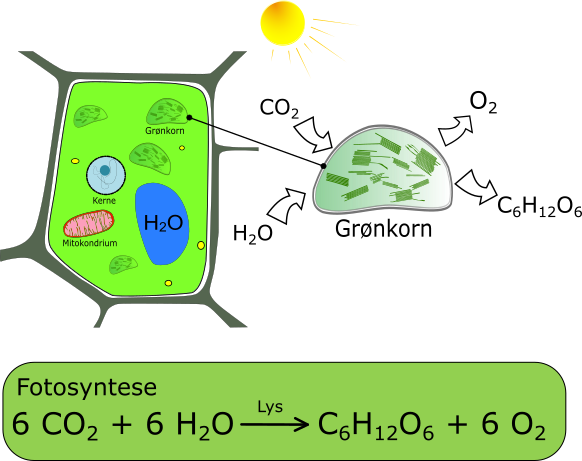 Grønkorn
Kerne
H₂O
Mitokondrium
CO₂
O₂
H₂O
C₆H₁₂O₆
Grønkorn
Fotosyntese
Lys
6 CO₂ + 6 H₂O → C₆H₁₂O₆ + 6 O₂